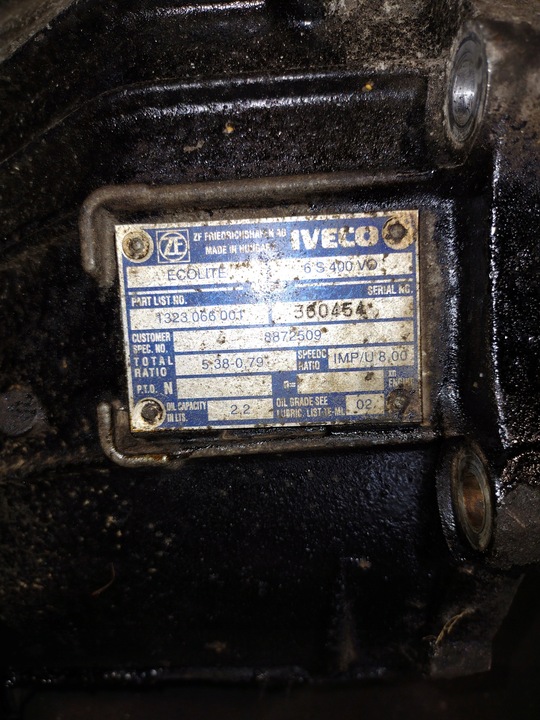 ZF
ZF FRIEDRICHSHAFEN AG
MADE IN HUNGARY
IVECO
ECOLITE 6 S 400 VO
PART LIST NO. SERIAL NO.
1323 066 001 360454
CUSTOMER SPEC. NO. 8872509
TOTAL RATIO 5,38-0,79 SPEEDO RATIO IMP/U 8,00
P.T.O. N n= ENGINE
OIL CAPACITY IN LTS. 2,2 OIL GRADE SEE LUBRIC. LIST TE-ML 02